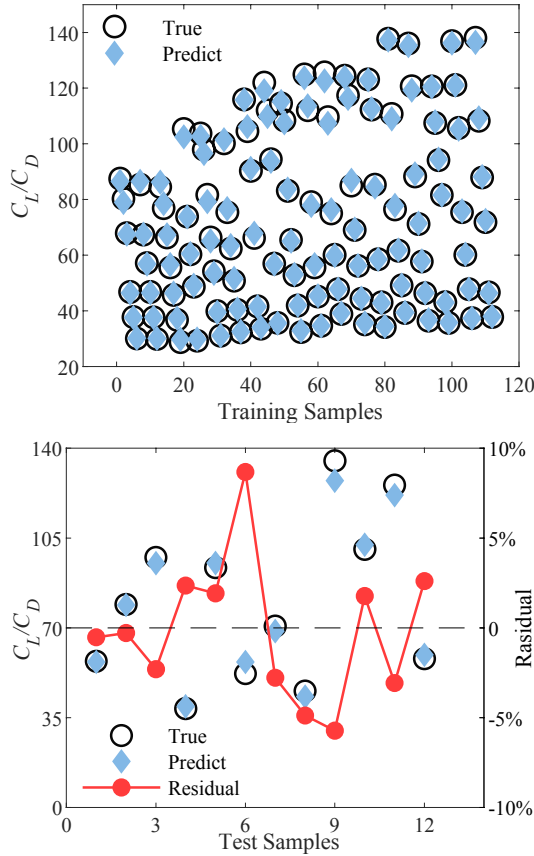 140
120
100
80
60
40
20
C_L/C_D
True
Predict
0 20 40 60 80 100 120
Training Samples
140
105
70
35
0
C_L/C_D
10%
5%
0
-5%
-10%
Residual
True
Predict
Residual
0 3 6 9 12
Test Samples